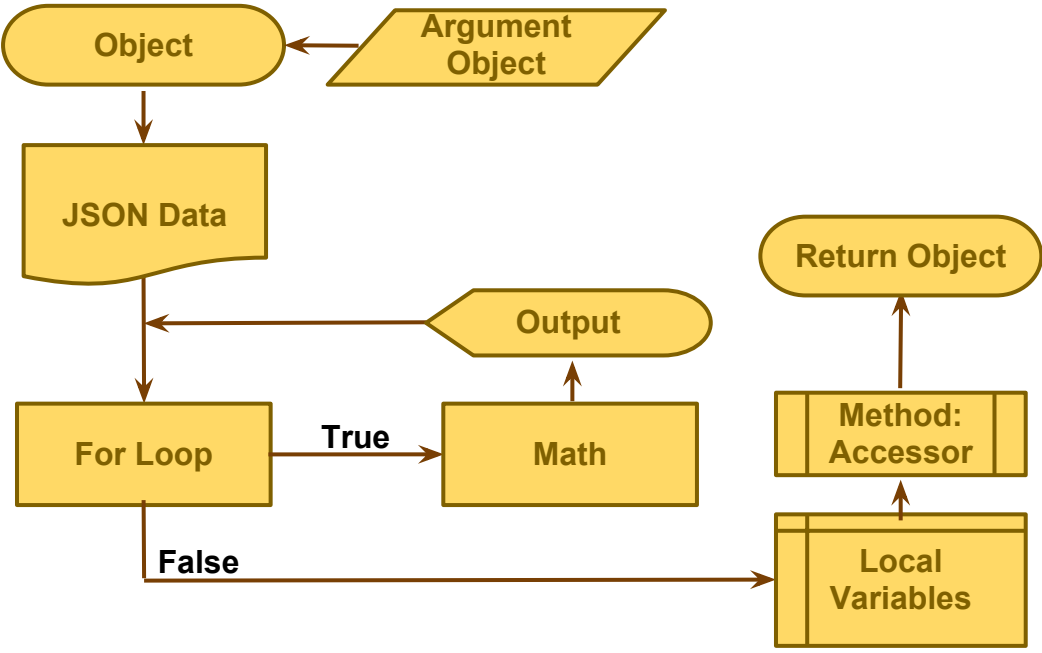 Object
Argument
Object
JSON Data
Return Object
Output
For Loop
True
Math
Method:
Accessor
False
Local
Variables